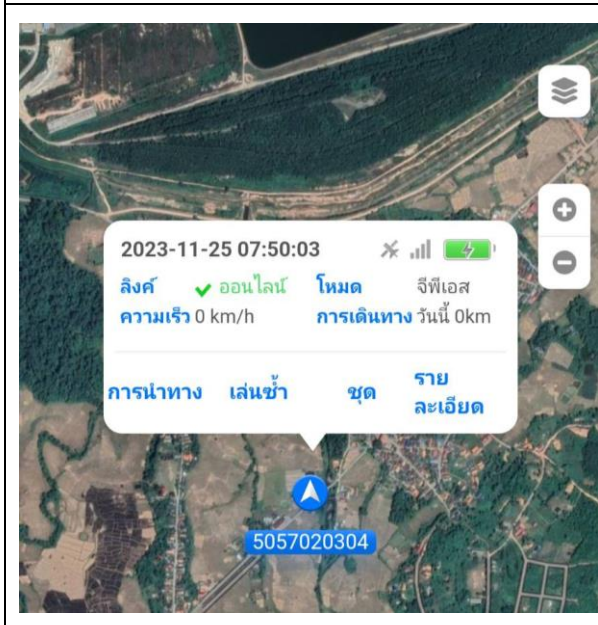 2023-11-25 07:50:03
ลิงค์ ออนไลน์ โหมด จีพีเอส
ความเร็ว 0 km/h การเดินทาง วันนี้ 0km
การนำทาง เล่นซ้ำ ชุด ราย
ละเอียด
5057020304